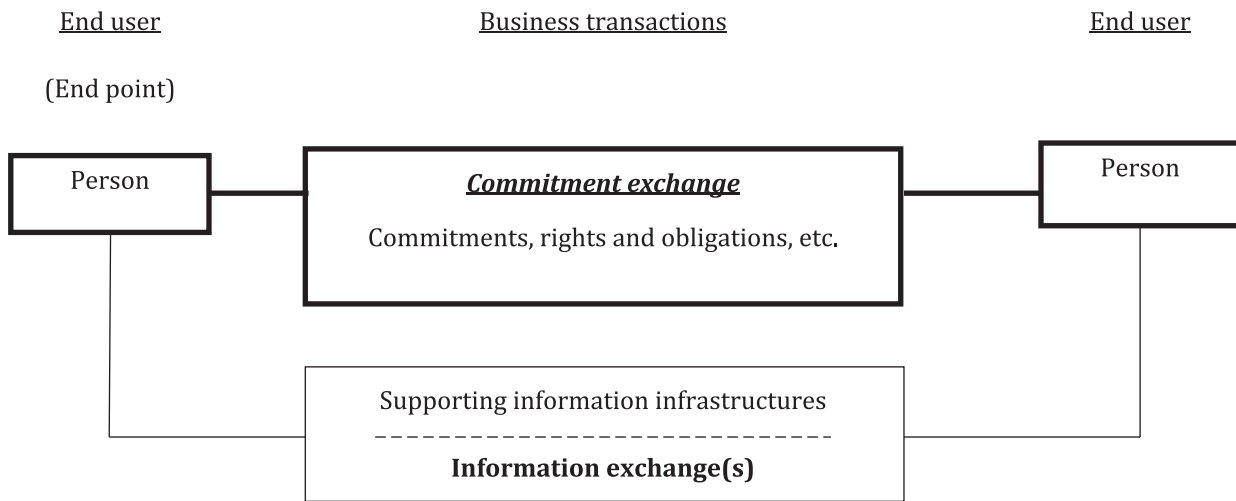 End user
Business transactions
End user
(End point)
Person
Commitment exchange
Commitments, rights and obligations, etc.
Person
Supporting information infrastructures
Information exchange(s)